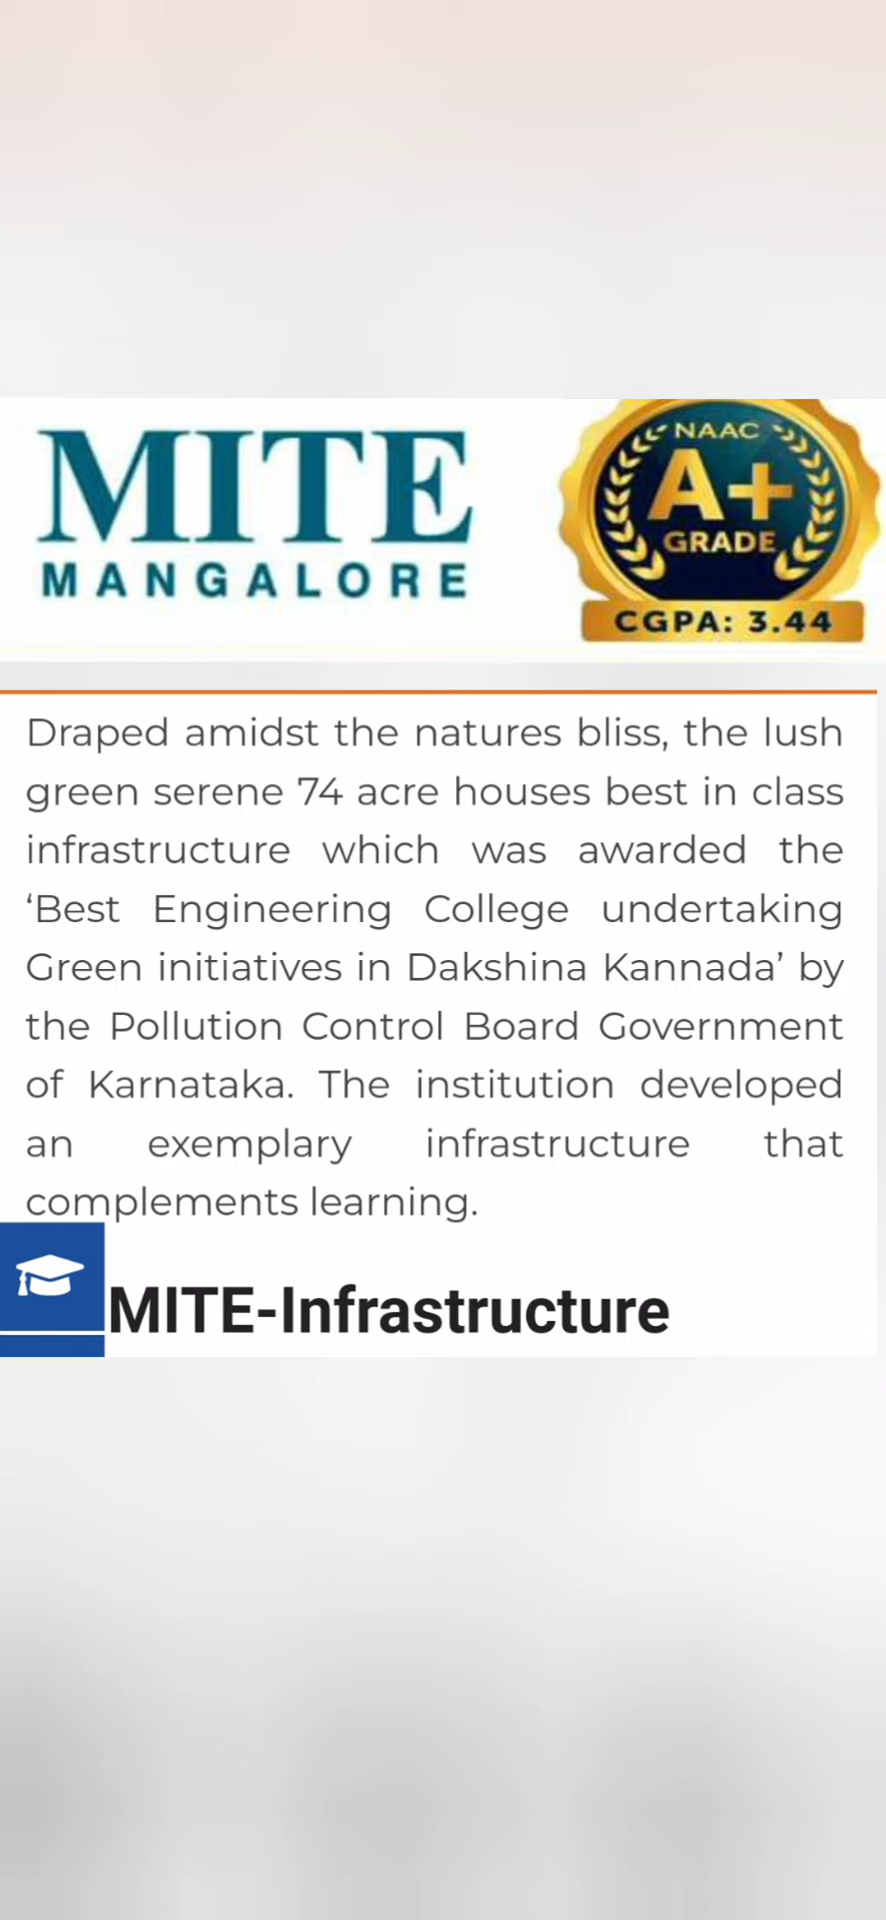 MITE
MANGALORE
NAAC
A+
GRADE
CGPA: 3.44
Draped amidst the natures bliss, the lush
green serene 74 acre houses best in class
infrastructure which was awarded the
‘Best Engineering College undertaking
Green initiatives in Dakshina Kannada’ by
the Pollution Control Board Government
of Karnataka. The institution developed
an exemplary infrastructure that
complements learning.
MITE-Infrastructure